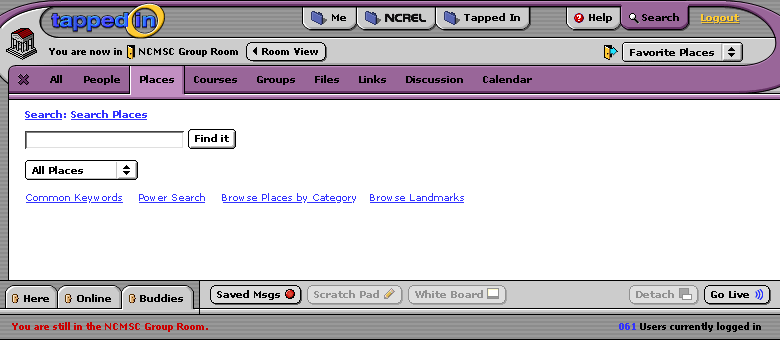 tapped in
Me
NCREL
Tapped In
Help
Search
Logout
You are now in NCMSC Group Room
Room View
Favorite Places
All
People
Places
Courses
Groups
Files
Links
Discussion
Calendar
Search: Search Places
Find it
All Places
Common Keywords
Power Search
Browse Places by Category
Browse Landmarks
Here
Online
Buddies
Saved Msgs
Scratch Pad
White Board
Detach
Go Live
You are still in the NCMSC Group Room.
061 Users currently logged in